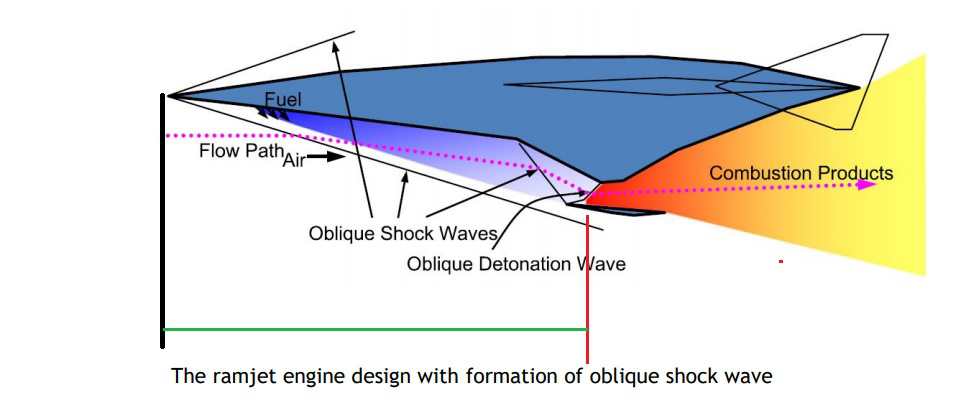 Fuel
Flow Path
Air
Combustion Products
Oblique Shock Waves
Oblique Detonation Wave
The ramjet engine design with formation of oblique shock wave